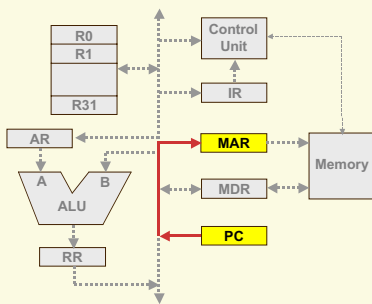 R0
R1
R31
Control
Unit
IR
AR
MAR
Memory
A
B
MDR
ALU
PC
RR